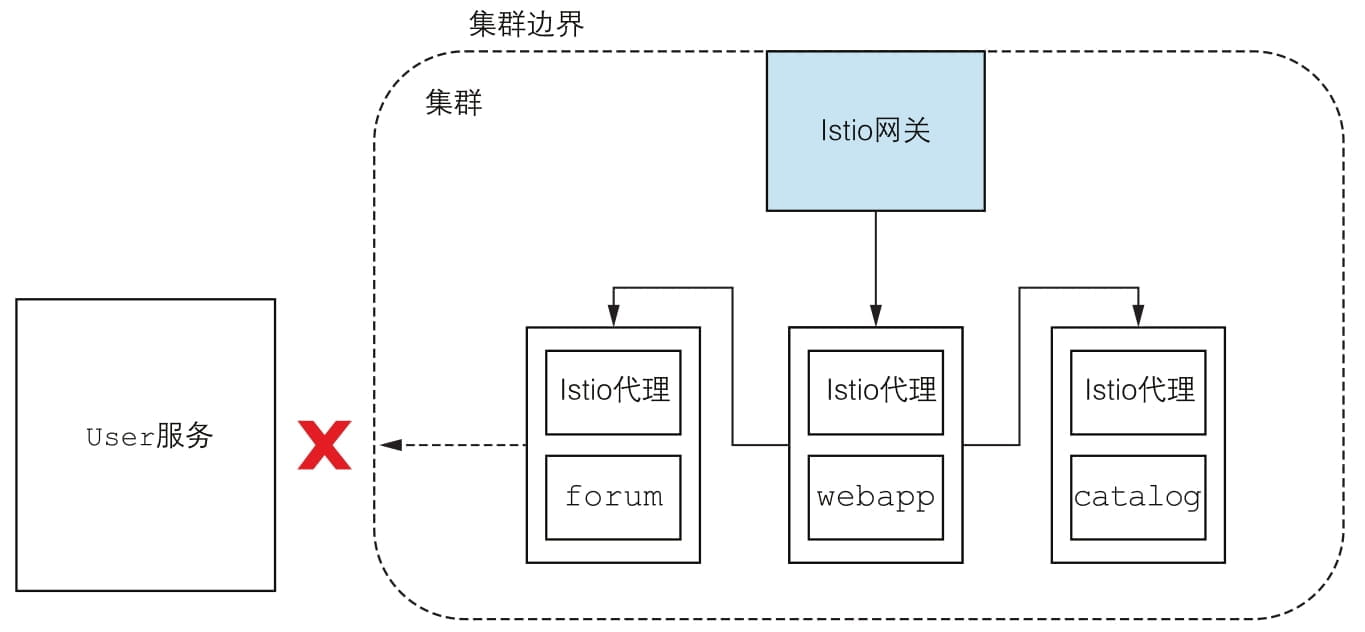 集群边界
集群
Istio网关
User服务
Istio代理
forum
Istio代理
webapp
Istio代理
catalog